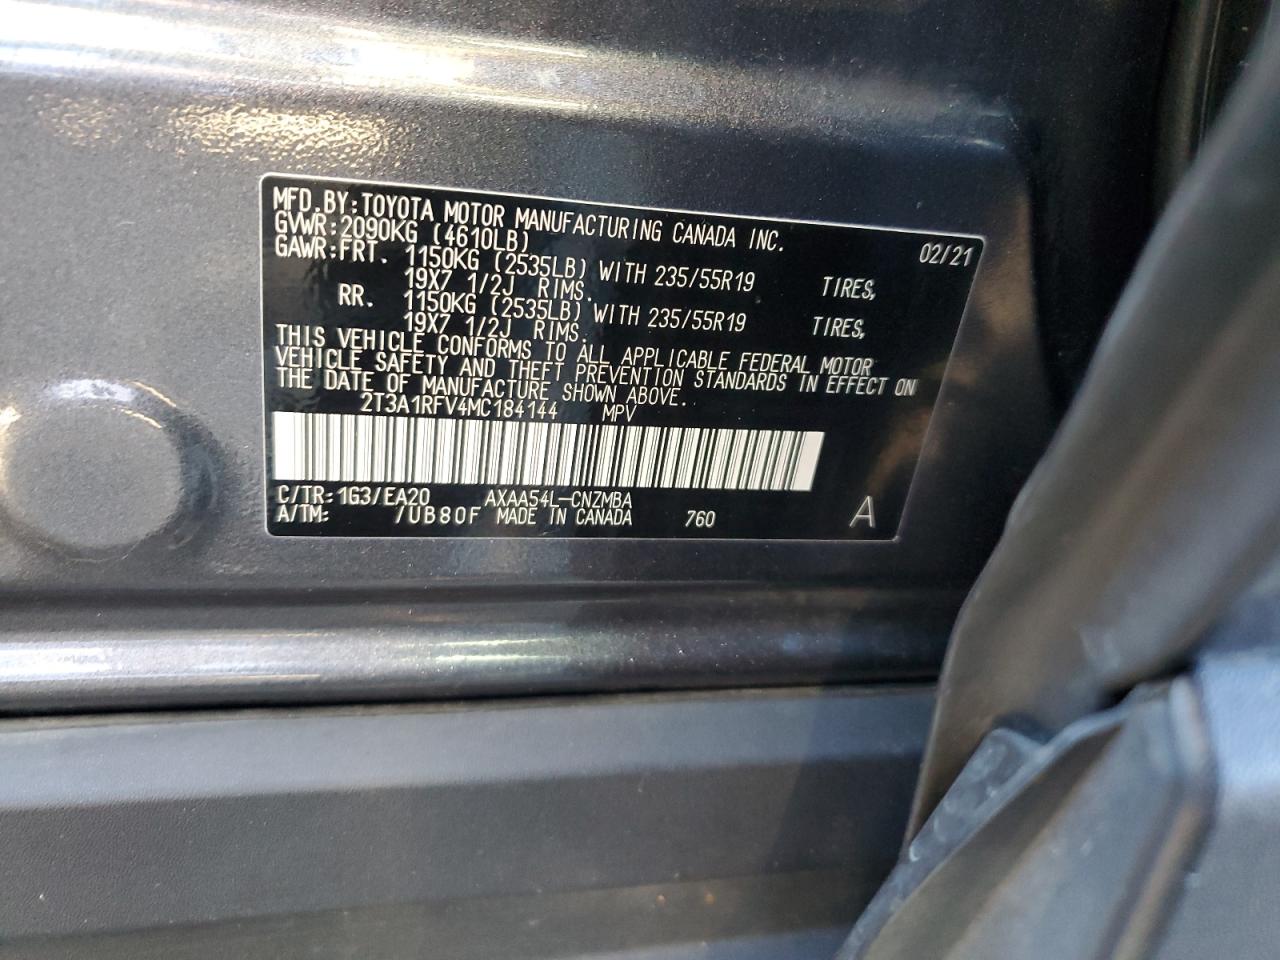 MFD.BY:TOYOTA MOTOR MANUFACTURING CANADA INC.
GVWR:2090KG (4610LB) 02/21
GAWR:FRT. 1150KG (2535LB) WITH 235/55R19 TIRES,
19X7 1/2J RIMS.
RR. 1150KG (2535LB) WITH 235/55R19 TIRES,
19X7 1/2J RIMS.
THIS VEHICLE CONFORMS TO ALL APPLICABLE FEDERAL MOTOR
VEHICLE SAFETY AND THEFT PREVENTION STANDARDS IN EFFECT ON
THE DATE OF MANUFACTURE SHOWN ABOVE.
2T3A1RFV4MC184144 MPV
C/TR:1G3/EA20 AXAA54L-CNZMBA
A/TM: /UB80F MADE IN CANADA 760 A